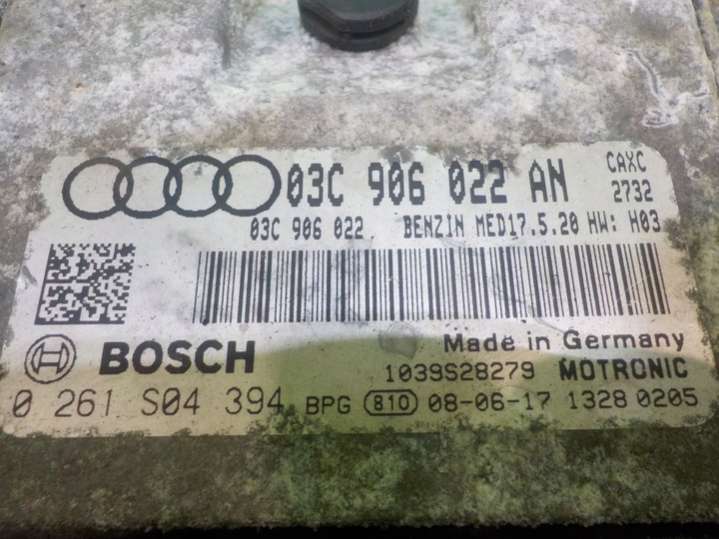 03C 906 022 AN CAXC
2732
03C 906 022 BENZIN MED17.5.20 HW: H03
BOSCH
Made in Germany
1039S28279 MOTRONIC
0 261 S04 394 BPG 810 08-06-17 1328 0205